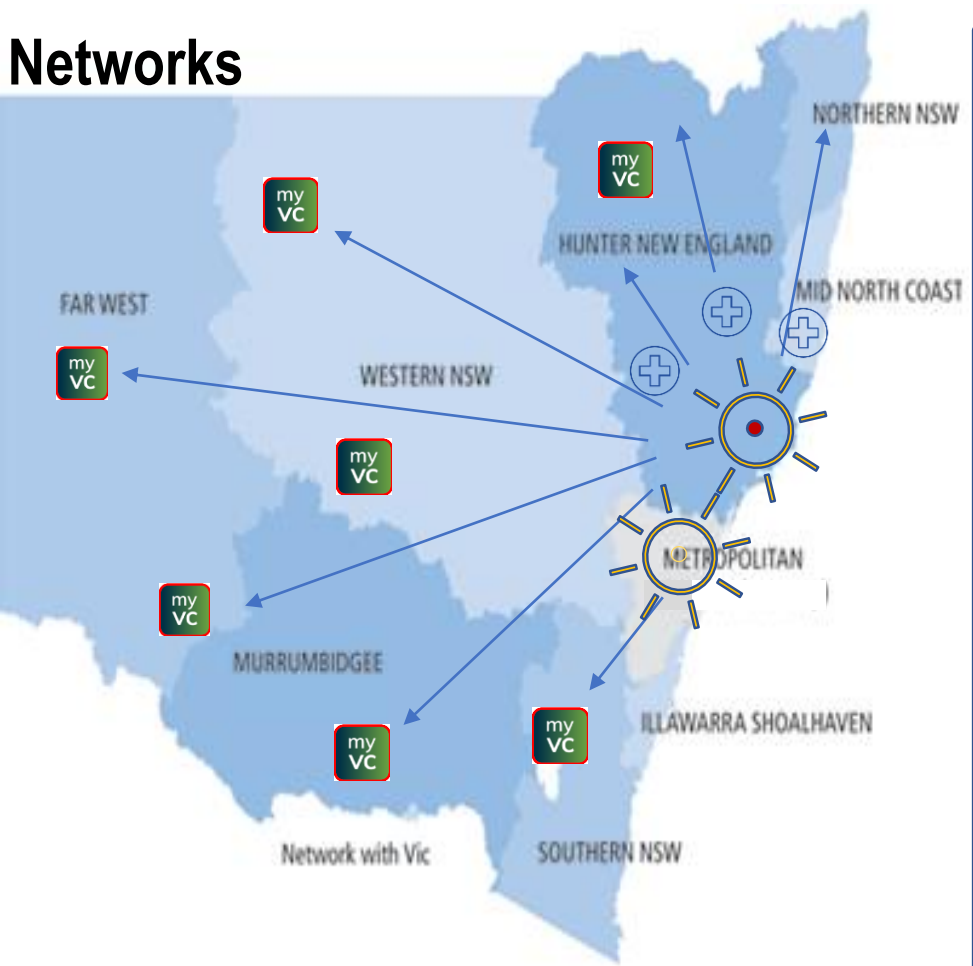 Networks
NORTHERN NSW
my
VC
my
VC
HUNTER NEW ENGLAND
MID NORTH COAST
FAR WEST
my
VC
WESTERN NSW
my
VC
METROPOLITAN
)
my
VC
MURRUMBIDGEE
ILLAWARRA SHOALHAVEN
my
VC
my
VC
Network with Vic
SOUTHERN NSW